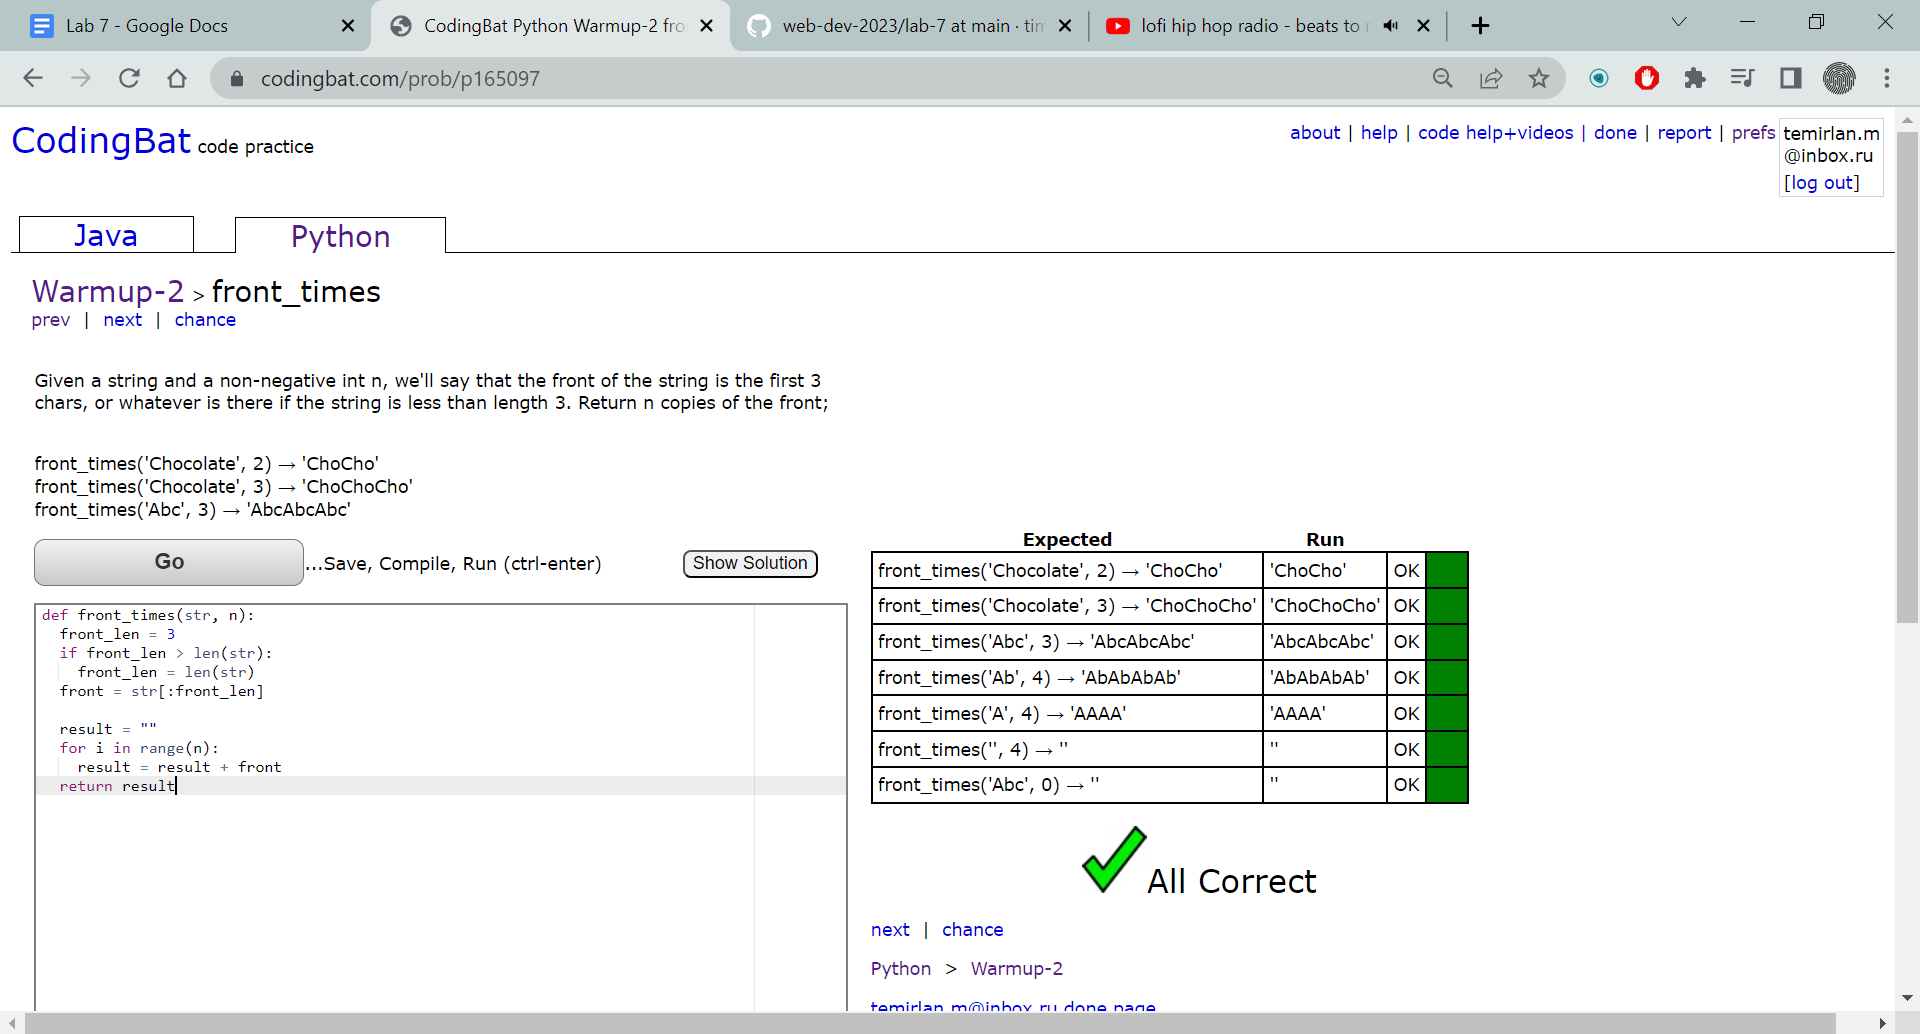 Lab 7 - Google Docs
CodingBat Python Warmup-2 fro
web-dev-2023/lab-7 at main · tim
lofi hip hop radio - beats to r
codingbat.com/prob/p165097
CodingBat code practice
about | help | code help+videos | done | report | prefs
temirlan.m
@inbox.ru
[log out]
Java
Python
Warmup-2 > front_times
prev | next | chance
Given a string and a non-negative int n, we'll say that the front of the string is the first 3
chars, or whatever is there if the string is less than length 3. Return n copies of the front;
front_times('Chocolate', 2) → 'ChoCho'
front_times('Chocolate', 3) → 'ChoChoCho'
front_times('Abc', 3) → 'AbcAbcAbc'
Go ...Save, Compile, Run (ctrl-enter) Show Solution
def front_times(str, n):
  front_len = 3
  if front_len > len(str):
    front_len = len(str)
  front = str[:front_len]
  result = ""
  for i in range(n):
    result = result + front
  return result
Expected Run
front_times('Chocolate', 2) → 'ChoCho' 'ChoCho' OK
front_times('Chocolate', 3) → 'ChoChoCho' 'ChoChoCho' OK
front_times('Abc', 3) → 'AbcAbcAbc' 'AbcAbcAbc' OK
front_times('Ab', 4) → 'AbAbAbAb' 'AbAbAbAb' OK
front_times('A', 4) → 'AAAA' 'AAAA' OK
front_times('', 4) → '' '' OK
front_times('Abc', 0) → '' '' OK
All Correct
next | chance
Python > Warmup-2
temirlan.m@inbox.ru done page